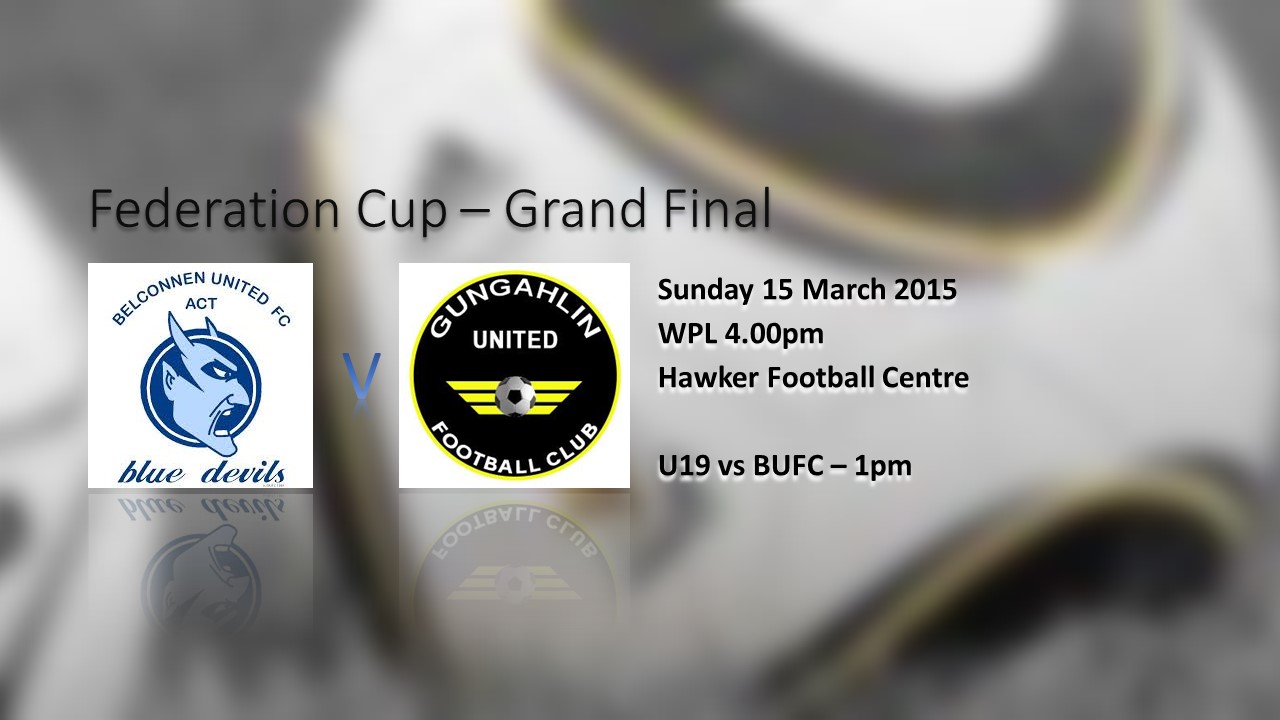 Federation Cup – Grand Final
BELCONNEN UNITED FC
ACT
blue devils
V
GUNGAHLIN
UNITED
FOOTBALL CLUB
Sunday 15 March 2015
WPL 4.00pm
Hawker Football Centre
U19 vs BUFC – 1pm